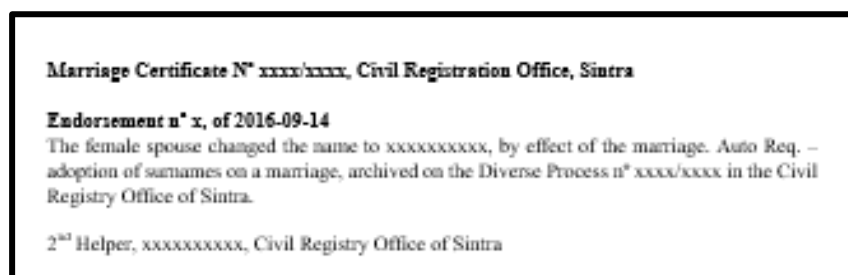 Marriage Certificate Nº xxxx/xxxx, Civil Registration Office, Sintra
Endorsement nº x, of 2016-09-14
The female spouse changed the name to xxxxxxxxxx, by effect of the marriage. Auto Req. –
adoption of surnames on a marriage, archived on the Diverse Process nº xxxx/xxxx in the Civil
Registry Office of Sintra.
2nd Helper, xxxxxxxxxx, Civil Registry Office of Sintra